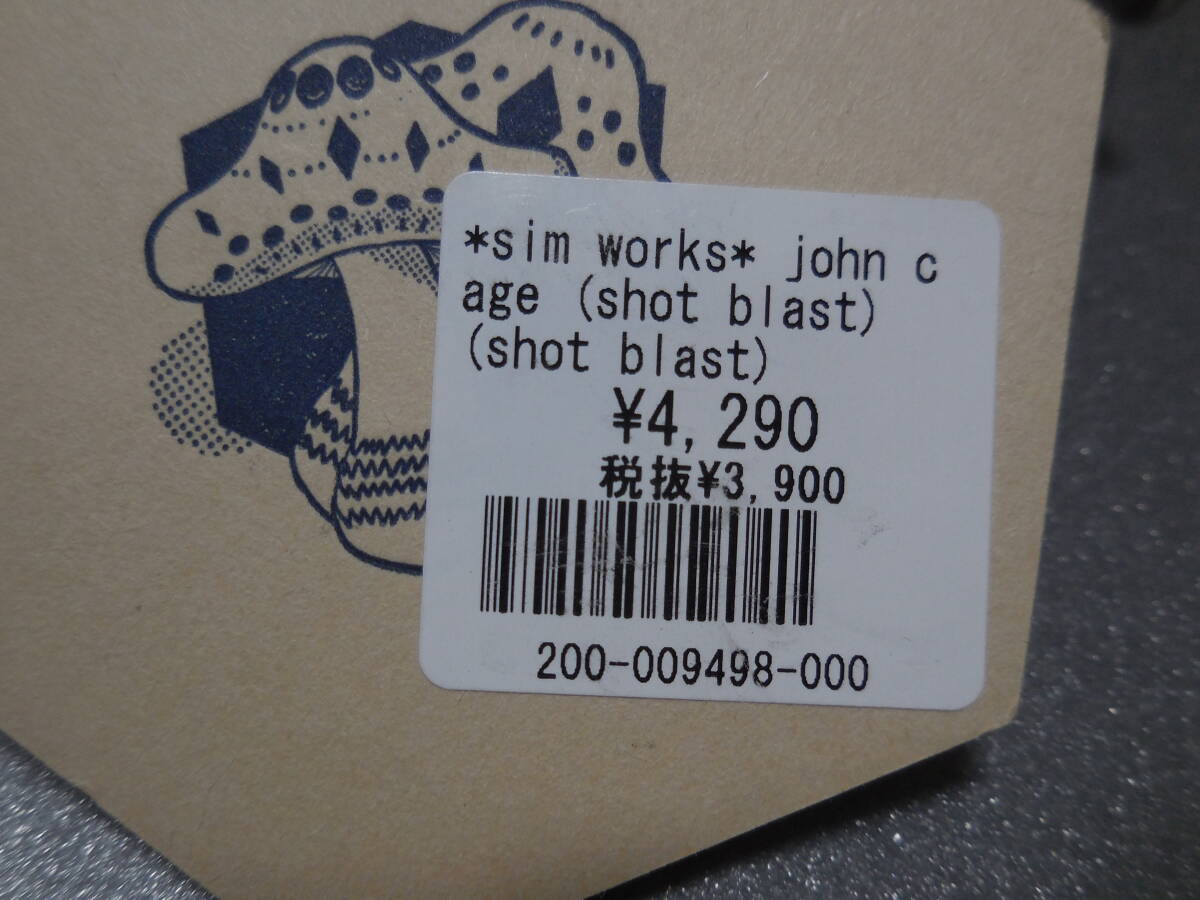 *sim works* john c
age (shot blast)
(shot blast)
¥4,290
税抜¥3,900
200-009498-000